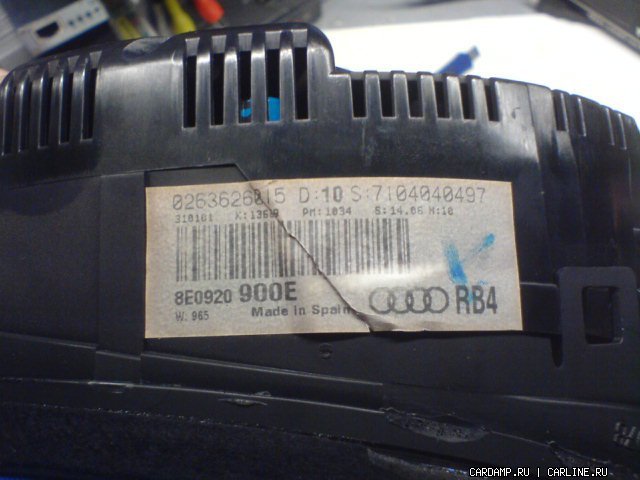 0263626015 D:10 S:7104040497
310101 K:1369 PM:1034 S:14.06 H:10
8E0920 900E
RB4
W. 965 Made in Spain
CARDAMP.RU | CARLINE.RU